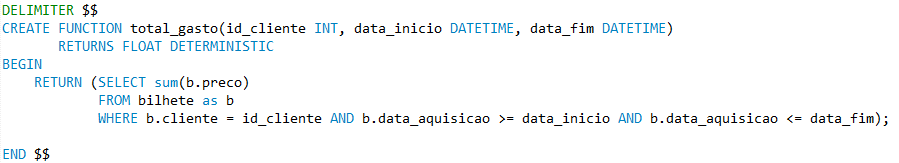 DELIMITER $$
CREATE FUNCTION total_gasto(id_cliente INT, data_inicio DATETIME, data_fim DATETIME)
RETURNS FLOAT DETERMINISTIC
BEGIN
RETURN (SELECT sum(b.preco)
FROM bilhete as b
WHERE b.cliente = id_cliente AND b.data_aquisicao >= data_inicio AND b.data_aquisicao <= data_fim);
END $$